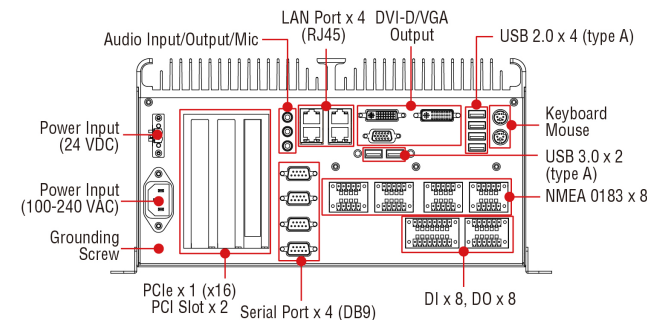 LAN Port x 4
(RJ45)
DVI-D/VGA
Output
Audio Input/Output/Mic
USB 2.0 x 4 (type A)
Power Input
(24 VDC)
Keyboard
Mouse
USB 3.0 x 2
(type A)
Power Input
(100-240 VAC)
NMEA 0183 x 8
Grounding
Screw
PCIe x 1 (x16)
PCI Slot x 2
Serial Port x 4 (DB9)
DI x 8, DO x 8